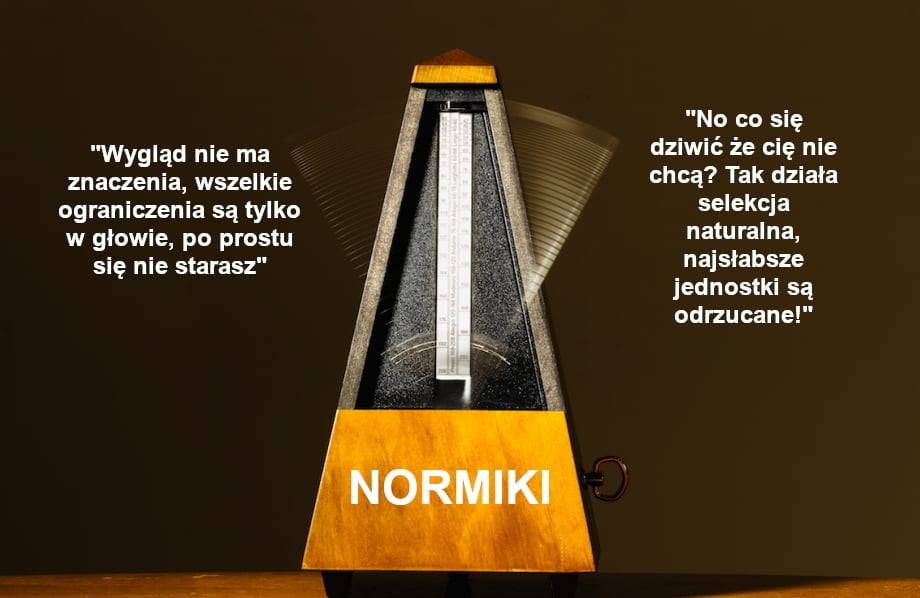 "Wygląd nie ma
znaczenia, wszelkie
ograniczenia są tylko
w głowie, po prostu
się nie starasz"
"No co się
dziwić że cię nie
chcą? Tak działa
selekcja
naturalna,
najsłabsze
jednostki są
odrzucane!"
NORMIKI